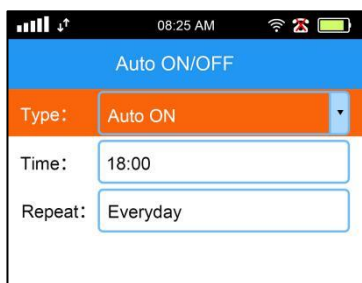 08:25 AM
Auto ON/OFF
Type: Auto ON
Time: 18:00
Repeat: Everyday